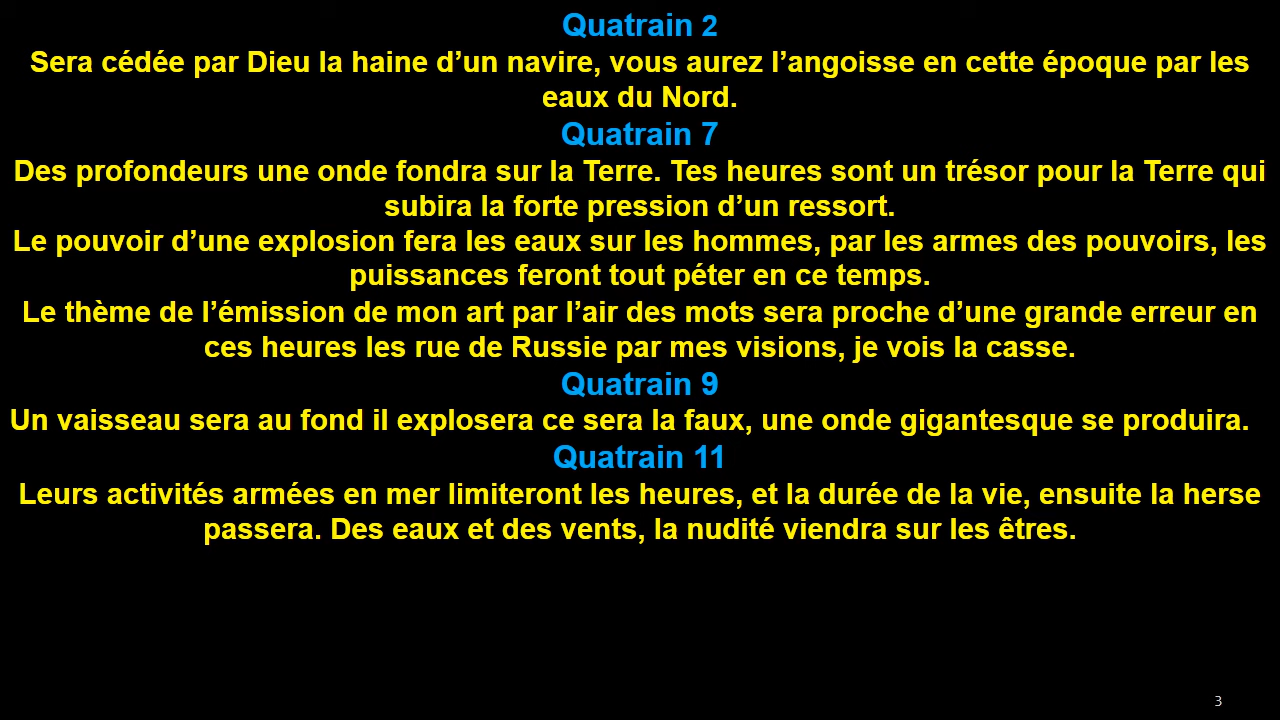 Quatrain 2
Sera cédée par Dieu la haine d’un navire, vous aurez l’angoisse en cette époque par les
eaux du Nord.
Quatrain 7
Des profondeurs une onde fondra sur la Terre. Tes heures sont un trésor pour la Terre qui
subira la forte pression d’un ressort.
Le pouvoir d’une explosion fera les eaux sur les hommes, par les armes des pouvoirs, les
puissances feront tout péter en ce temps.
Le thème de l’émission de mon art par l’air des mots sera proche d’une grande erreur en
ces heures les rue de Russie par mes visions, je vois la casse.
Quatrain 9
Un vaisseau sera au fond il explosera ce sera la faux, une onde gigantesque se produira.
Quatrain 11
Leurs activités armées en mer limiteront les heures, et la durée de la vie, ensuite la herse
passera. Des eaux et des vents, la nudité viendra sur les êtres.
3